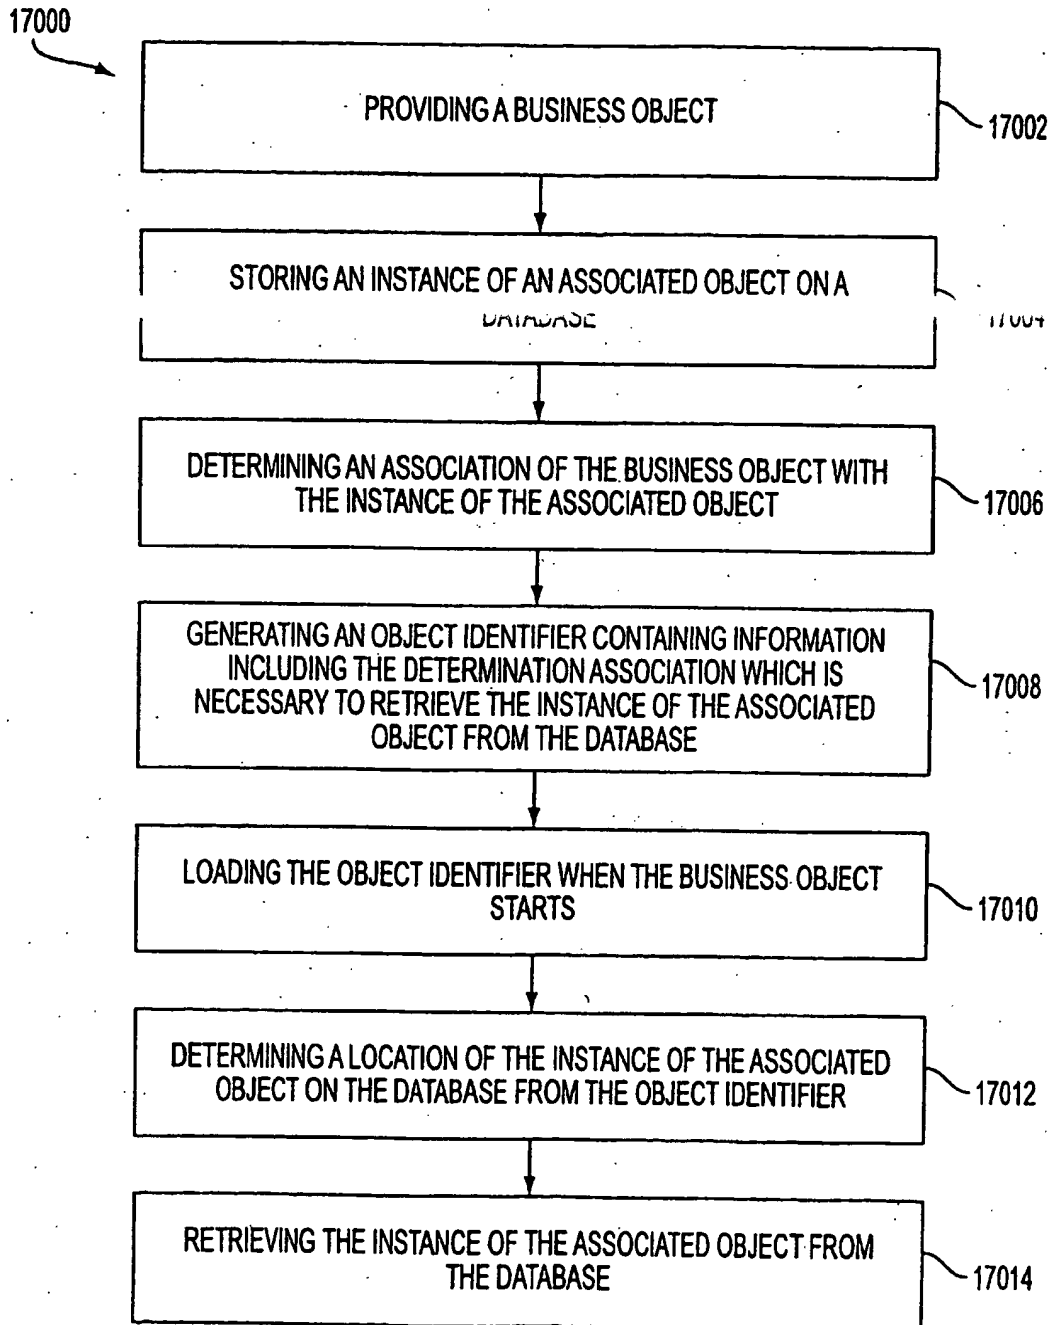 17000
PROVIDING A BUSINESS OBJECT
17002
STORING AN INSTANCE OF AN ASSOCIATED OBJECT ON A
DATABASE
17004
DETERMINING AN ASSOCIATION OF THE BUSINESS OBJECT WITH
THE INSTANCE OF THE ASSOCIATED OBJECT
17006
GENERATING AN OBJECT IDENTIFIER CONTAINING INFORMATION
INCLUDING THE DETERMINATION ASSOCIATION WHICH IS
NECESSARY TO RETRIEVE THE INSTANCE OF THE ASSOCIATED
OBJECT FROM THE DATABASE
17008
LOADING THE OBJECT IDENTIFIER WHEN THE BUSINESS OBJECT
STARTS
17010
DETERMINING A LOCATION OF THE INSTANCE OF THE ASSOCIATED
OBJECT ON THE DATABASE FROM THE OBJECT IDENTIFIER
17012
RETRIEVING THE INSTANCE OF THE ASSOCIATED OBJECT FROM
THE DATABASE
17014